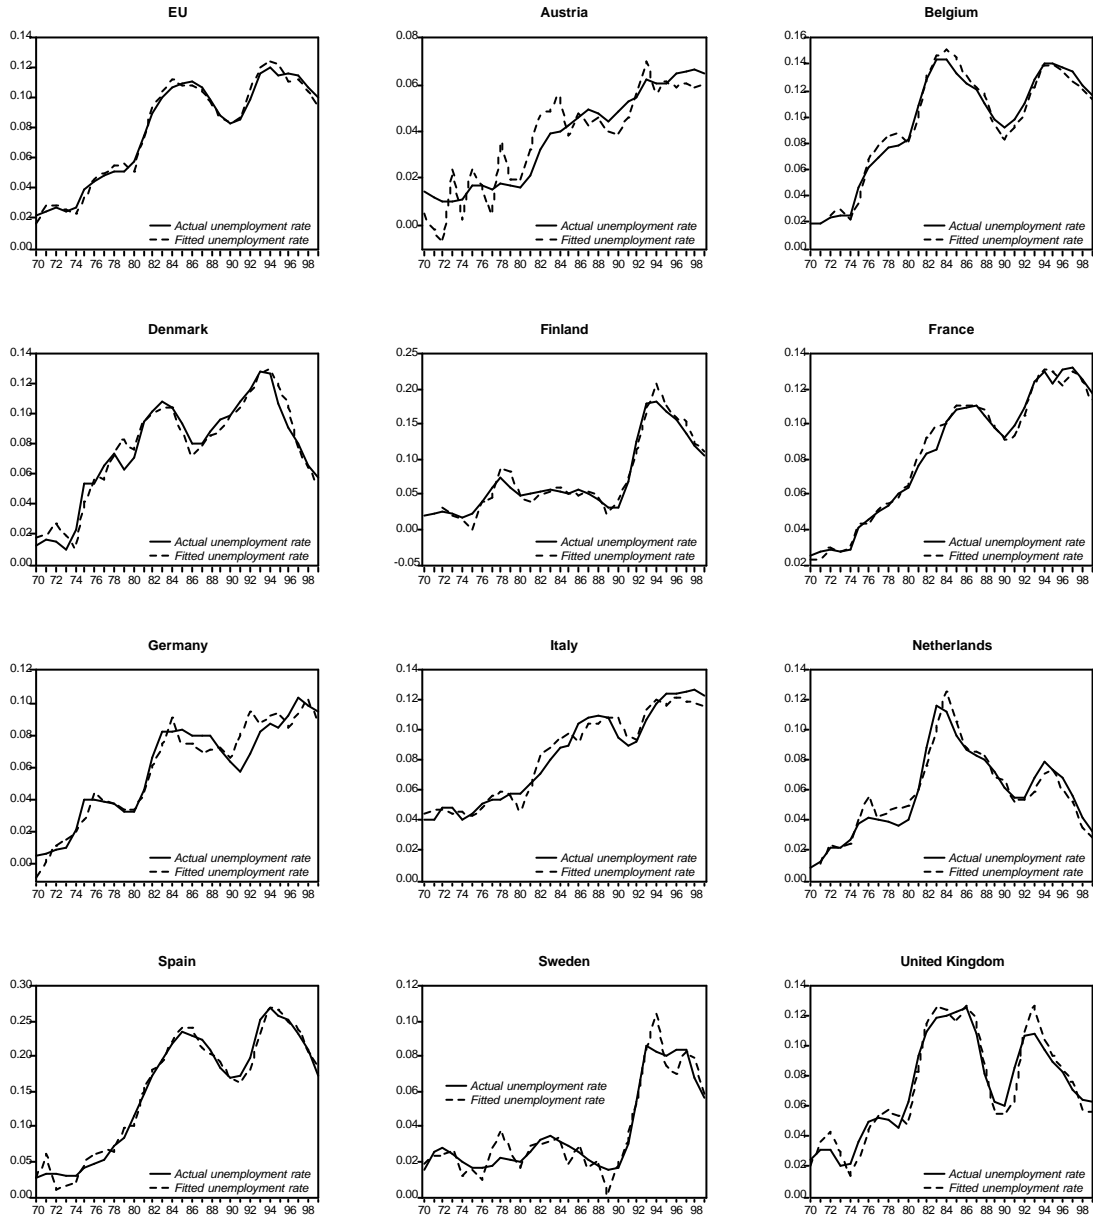 EU Austria Belgium
0.14 0.08 0.16
0.12 0.14
0.10 0.06 0.12
0.08 0.10
0.06 0.04 0.08
0.04 0.02 0.06
0.02 0.00 0.04
0.00 0.02
0.00
Actual unemployment rate Actual unemployment rate Actual unemployment rate
Fitted unemployment rate Fitted unemployment rate Fitted unemployment rate
70 72 74 76 78 80 82 84 86 88 90 92 94 96 98 70 72 74 76 78 80 82 84 86 88 90 92 94 96 98 70 72 74 76 78 80 82 84 86 88 90 92 94 96 98
Denmark Finland France
0.14 0.25 0.14
0.12 0.20 0.12
0.10 0.15 0.10
0.08 0.10 0.08
0.06 0.05 0.06
0.04 0.00 0.04
0.02 -0.05 0.02
0.00
Actual unemployment rate Actual unemployment rate Actual unemployment rate
Fitted unemployment rate Fitted unemployment rate Fitted unemployment rate
70 72 74 76 78 80 82 84 86 88 90 92 94 96 98 70 72 74 76 78 80 82 84 86 88 90 92 94 96 98 70 72 74 76 78 80 82 84 86 88 90 92 94 96 98
Germany Italy Netherlands
0.12 0.14 0.14
0.10 0.12 0.12
0.08 0.10 0.10
0.06 0.08 0.08
0.04 0.06 0.06
0.02 0.04 0.04
0.00 0.02 0.02
0.00 0.00
Actual unemployment rate Actual unemployment rate Actual unemployment rate
Fitted unemployment rate Fitted unemployment rate Fitted unemployment rate
70 72 74 76 78 80 82 84 86 88 90 92 94 96 98 70 72 74 76 78 80 82 84 86 88 90 92 94 96 98 70 72 74 76 78 80 82 84 86 88 90 92 94 96 98
Spain Sweden United Kingdom
0.30 0.12 0.14
0.25 0.10 0.12
0.20 0.08 0.10
0.15 0.06 0.08
0.10 0.04 0.06
0.05 0.02 0.04
0.00 0.00 0.02
0.00
Actual unemployment rate Actual unemployment rate Actual unemployment rate
Fitted unemployment rate Fitted unemployment rate Fitted unemployment rate
70 72 74 76 78 80 82 84 86 88 90 92 94 96 98 70 72 74 76 78 80 82 84 86 88 90 92 94 96 98 70 72 74 76 78 80 82 84 86 88 90 92 94 96 98